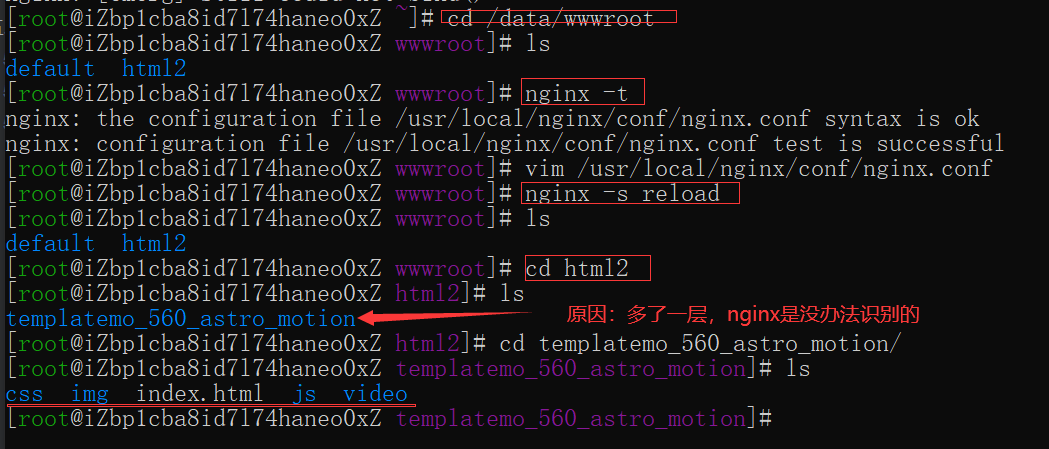 [root@iZbp1cba8id7l74haneo0xZ ~]# cd /data/wwwroot
[root@iZbp1cba8id7l74haneo0xZ wwwroot]# ls
default  html2
[root@iZbp1cba8id7l74haneo0xZ wwwroot]# nginx -t
nginx: the configuration file /usr/local/nginx/conf/nginx.conf syntax is ok
nginx: configuration file /usr/local/nginx/conf/nginx.conf test is successful
[root@iZbp1cba8id7l74haneo0xZ wwwroot]# vim /usr/local/nginx/conf/nginx.conf
[root@iZbp1cba8id7l74haneo0xZ wwwroot]# nginx -s reload
[root@iZbp1cba8id7l74haneo0xZ wwwroot]# ls
default  html2
[root@iZbp1cba8id7l74haneo0xZ wwwroot]# cd html2
[root@iZbp1cba8id7l74haneo0xZ html2]# ls
templatemo_560_astro_motion 原因：多了一层，nginx是没办法识别的
[root@iZbp1cba8id7l74haneo0xZ html2]# cd templatemo_560_astro_motion/
[root@iZbp1cba8id7l74haneo0xZ templatemo_560_astro_motion]# ls
css  img  index.html  js  video
[root@iZbp1cba8id7l74haneo0xZ templatemo_560_astro_motion]#